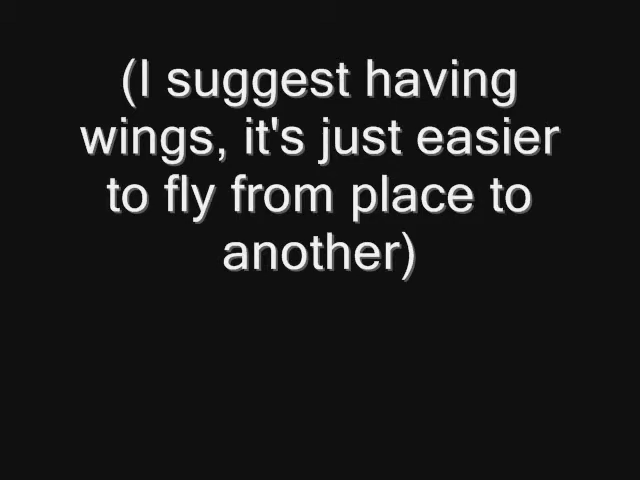 (I suggest having
wings, it's just easier
to fly from place to
another)